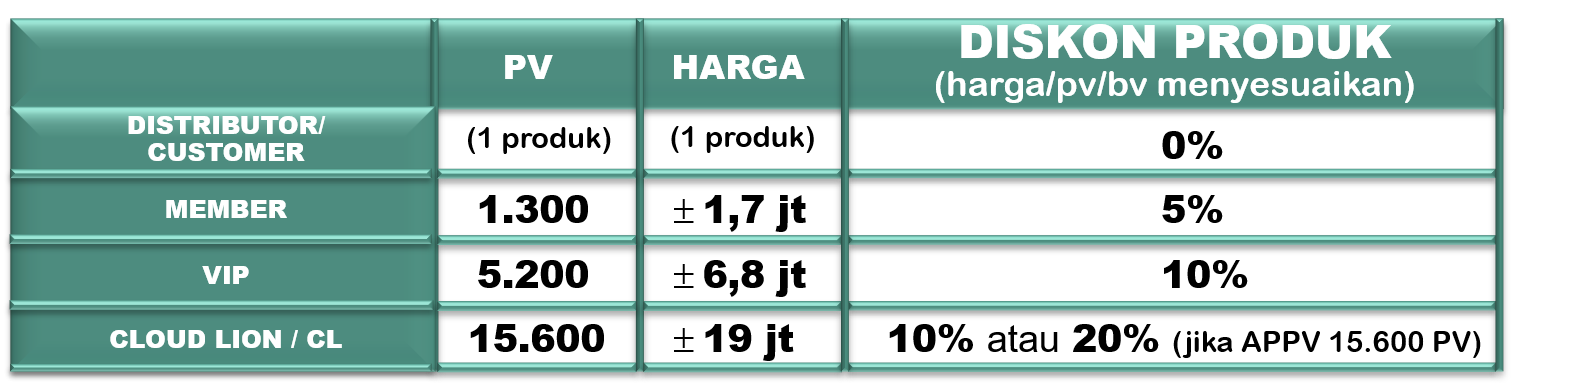 PV HARGA DISKON PRODUK
(harga/pv/bv menyesuaikan)
DISTRIBUTOR/
CUSTOMER (1 produk) (1 produk) 0%
MEMBER 1.300 ± 1,7 jt 5%
VIP 5.200 ± 6,8 jt 10%
CLOUD LION / CL 15.600 ± 19 jt 10% atau 20% (jika APPV 15.600 PV)